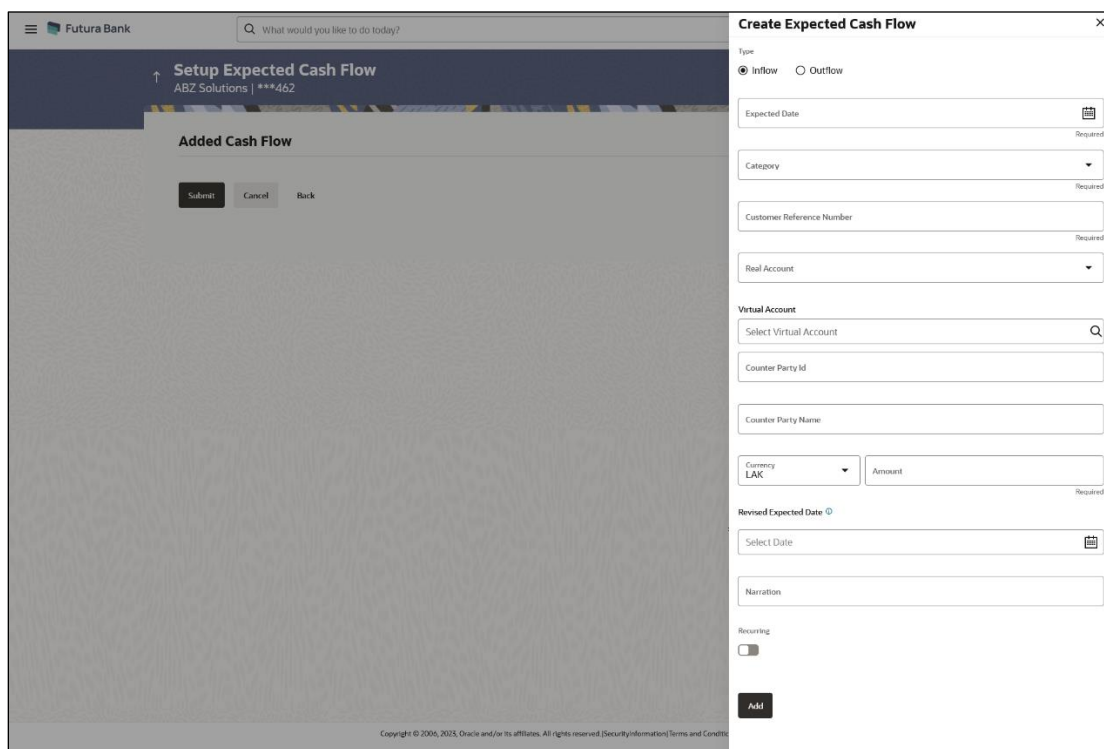 Futura Bank
What would you like to do today?
Setup Expected Cash Flow
ABZ Solutions | ***462
Added Cash Flow
Submit Cancel Back
Copyright © 2006, 2023, Oracle and/or its affiliates. All rights reserved.|SecurityInformation|Terms and Conditio
Create Expected Cash Flow
Type
Inflow Outflow
Expected Date
Required
Category
Required
Customer Reference Number
Required
Real Account
Virtual Account
Select Virtual Account
Counter Party Id
Counter Party Name
Currency
LAK
Amount
Required
Revised Expected Date
Select Date
Narration
Recurring
Add